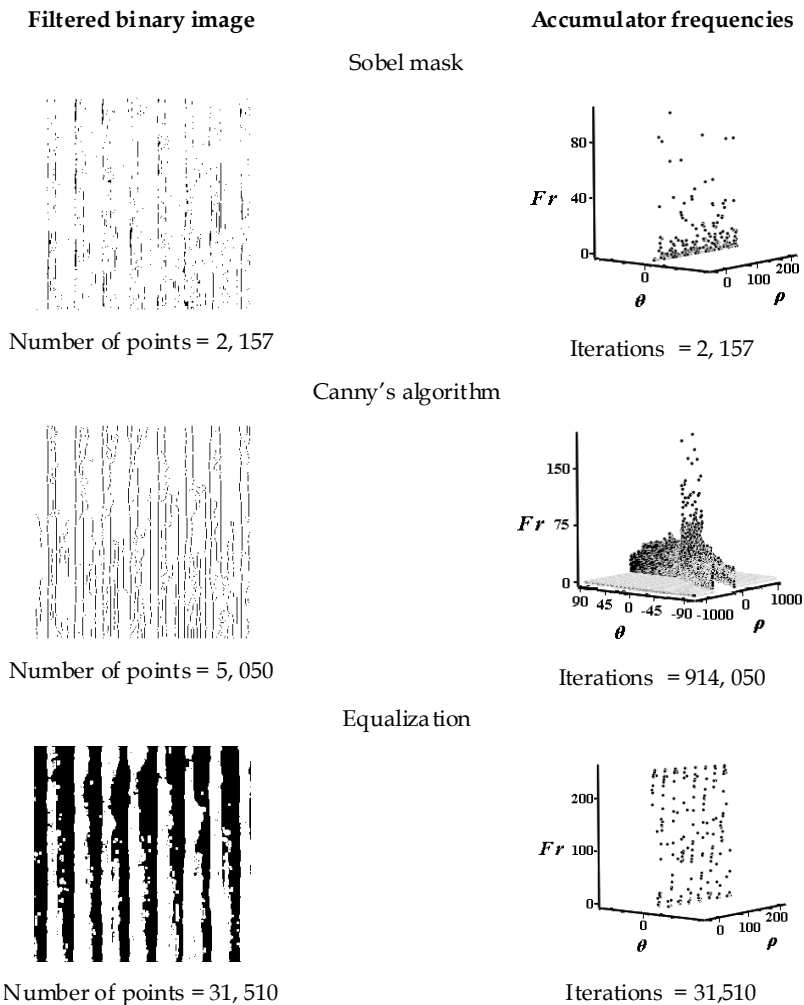 Filtered binary image
Accumulator frequencies
Sobel mask
80
40
Fr
0
0
θ
0
100
200
ρ
Number of points = 2, 157
Iterations = 2, 157
Canny's algorithm
150
Fr
75
0
90
45
0
-45
-90
θ
-1000
0
1000
ρ
Number of points = 5, 050
Iterations = 914, 050
Equalization
200
Fr
100
0
0
θ
0
100
200
ρ
Number of points = 31, 510
Iterations = 31,510